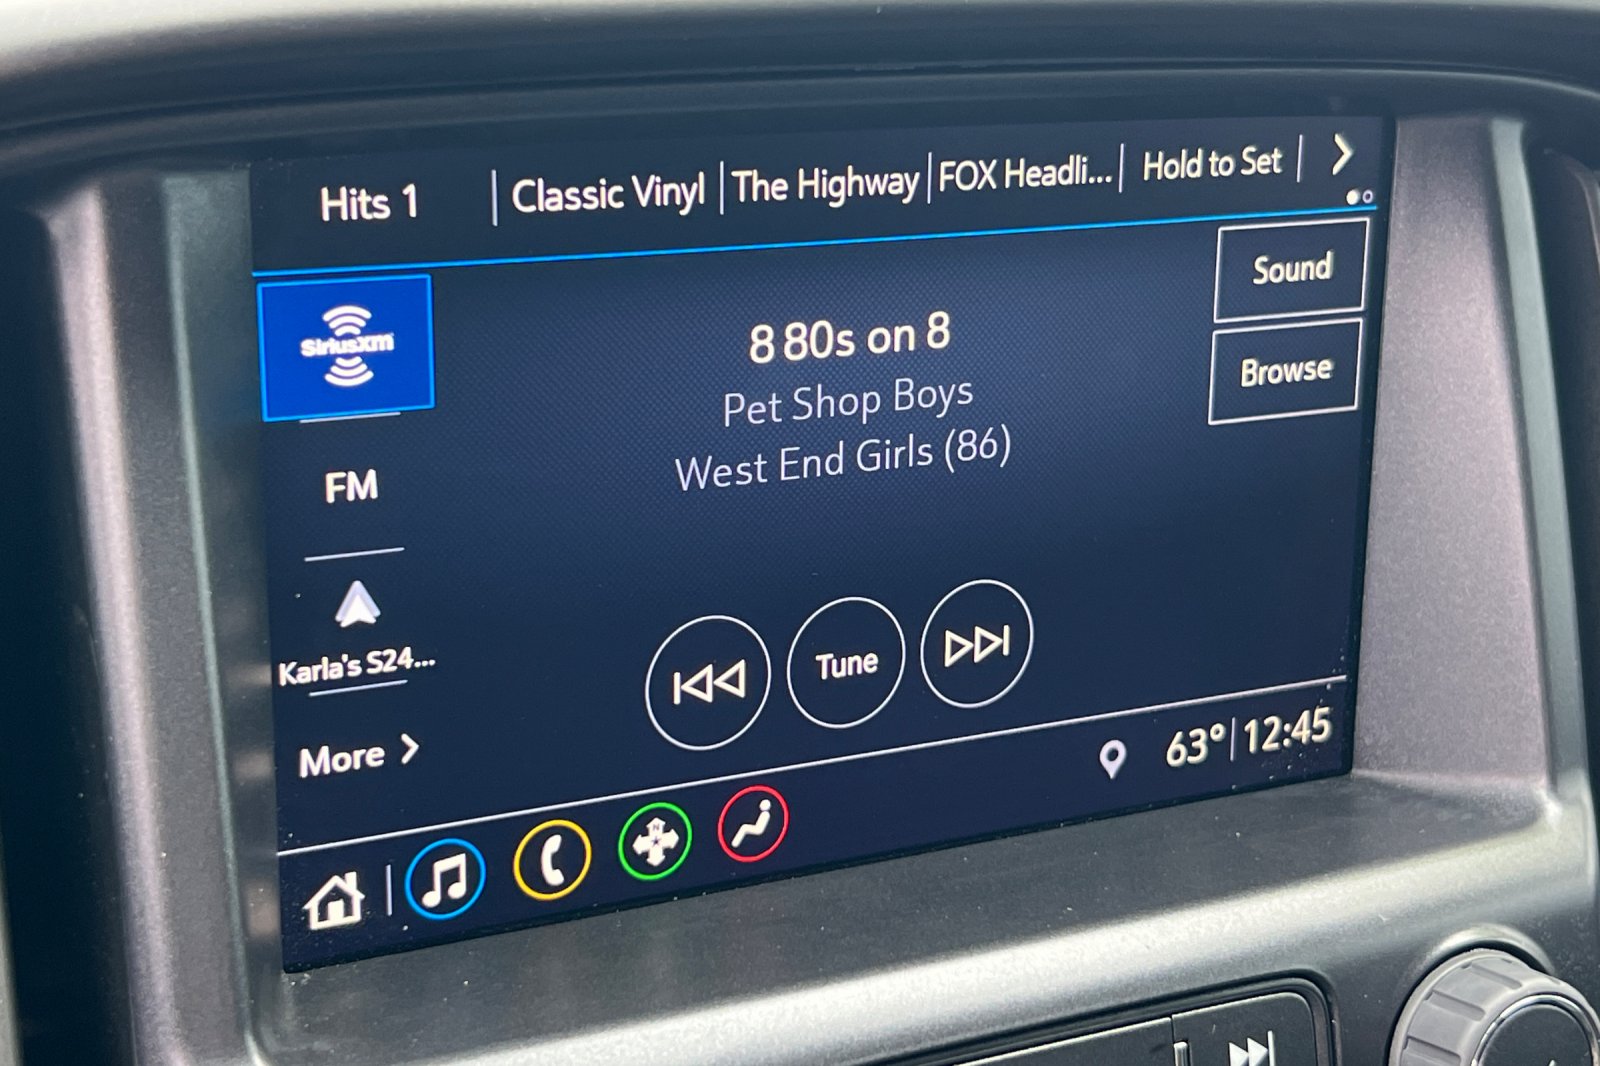 Hits 1
Classic Vinyl
The Highway
FOX Headli...
Hold to Set
SiriusXm
Sound
8 80s on 8
Pet Shop Boys
West End Girls (86)
Browse
FM
Karla's S24...
Tune
More
63° 12:45
N